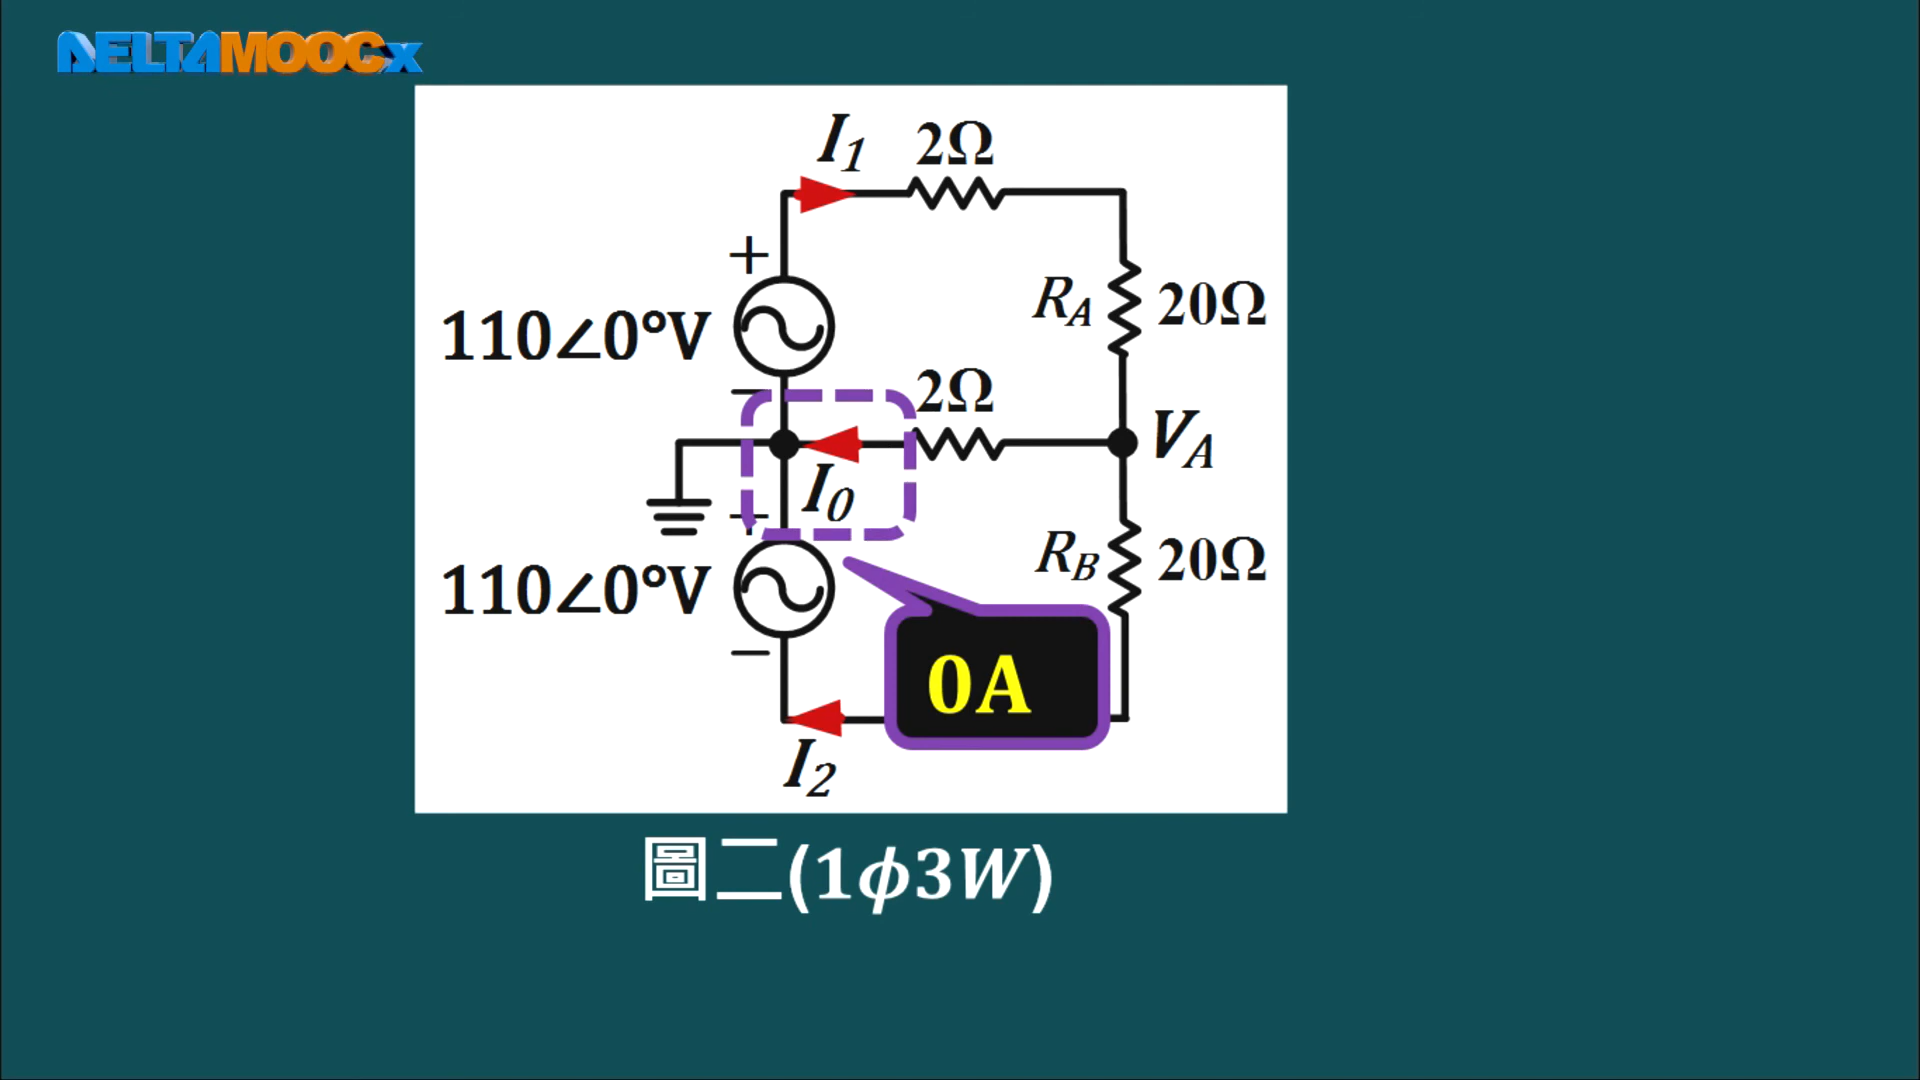 DELTAMOOCx
I1 2Ω
+
RA 20Ω
110∠0°V
2Ω
−
VA
I0
+
RB 20Ω
110∠0°V
−
0A
I2
圖二(1ϕ3W)